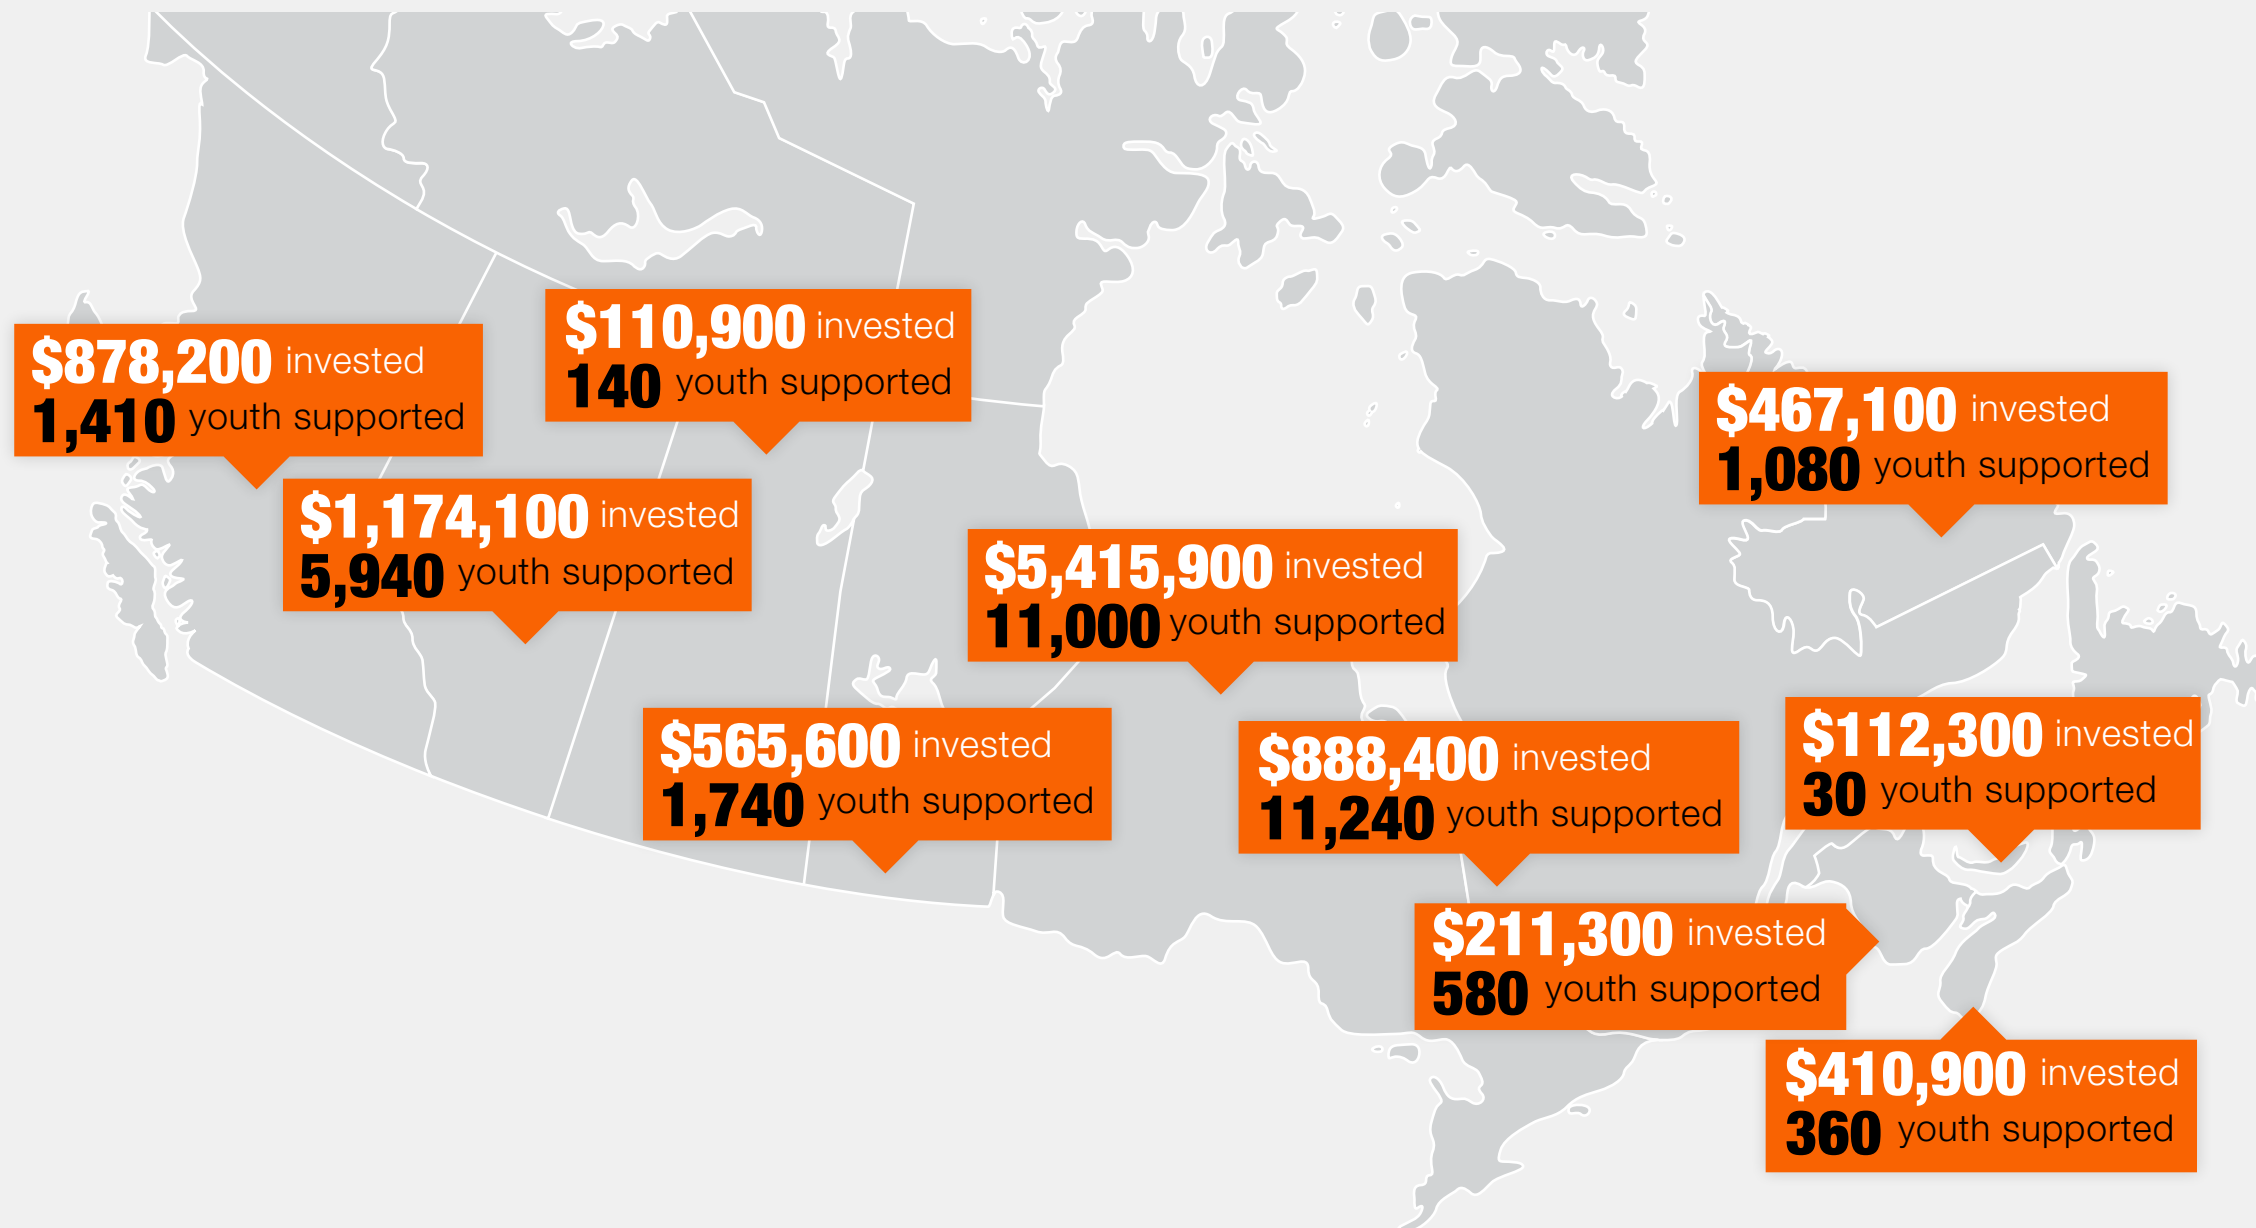 $110,900 invested
140 youth supported
$878,200 invested
1,410 youth supported
$467,100 invested
1,080 youth supported
$1,174,100 invested
5,940 youth supported
$5,415,900 invested
11,000 youth supported
$565,600 invested
1,740 youth supported
$888,400 invested
11,240 youth supported
$112,300 invested
30 youth supported
$211,300 invested
580 youth supported
$410,900 invested
360 youth supported